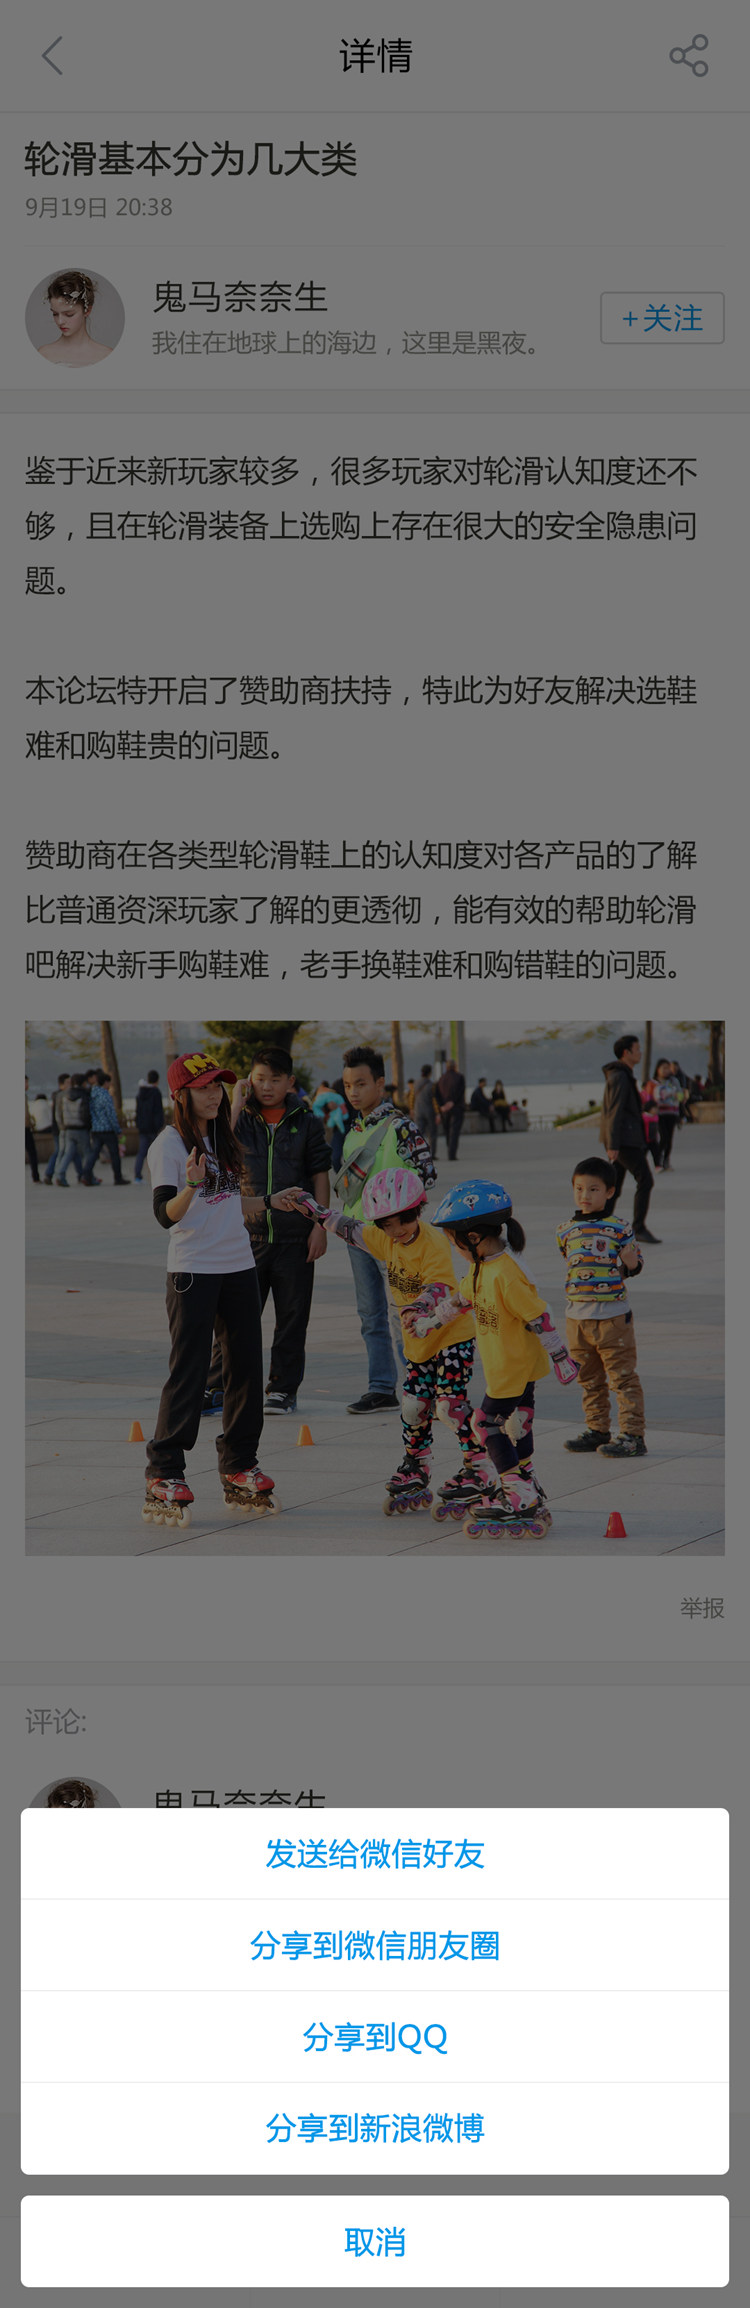 详情
轮滑基本分为几大类
9月19日 20:38
鬼马奈奈生
我住在地球上的海边，这里是黑夜。
+关注
鉴于近来新玩家较多，很多玩家对轮滑认知度还不
够，且在轮滑装备上选购上存在很大的安全隐患问
题。
本论坛特开启了赞助商扶持，特此为好友解决选鞋
难和购鞋贵的问题。
赞助商在各类型轮滑鞋上的认知度对各产品的了解
比普通资深玩家了解的更透彻，能有效的帮助轮滑
吧解决新手购鞋难，老手换鞋难和购错鞋的问题。
举报
评论:
鬼马奈奈生
发送给微信好友
分享到微信朋友圈
分享到QQ
分享到新浪微博
取消